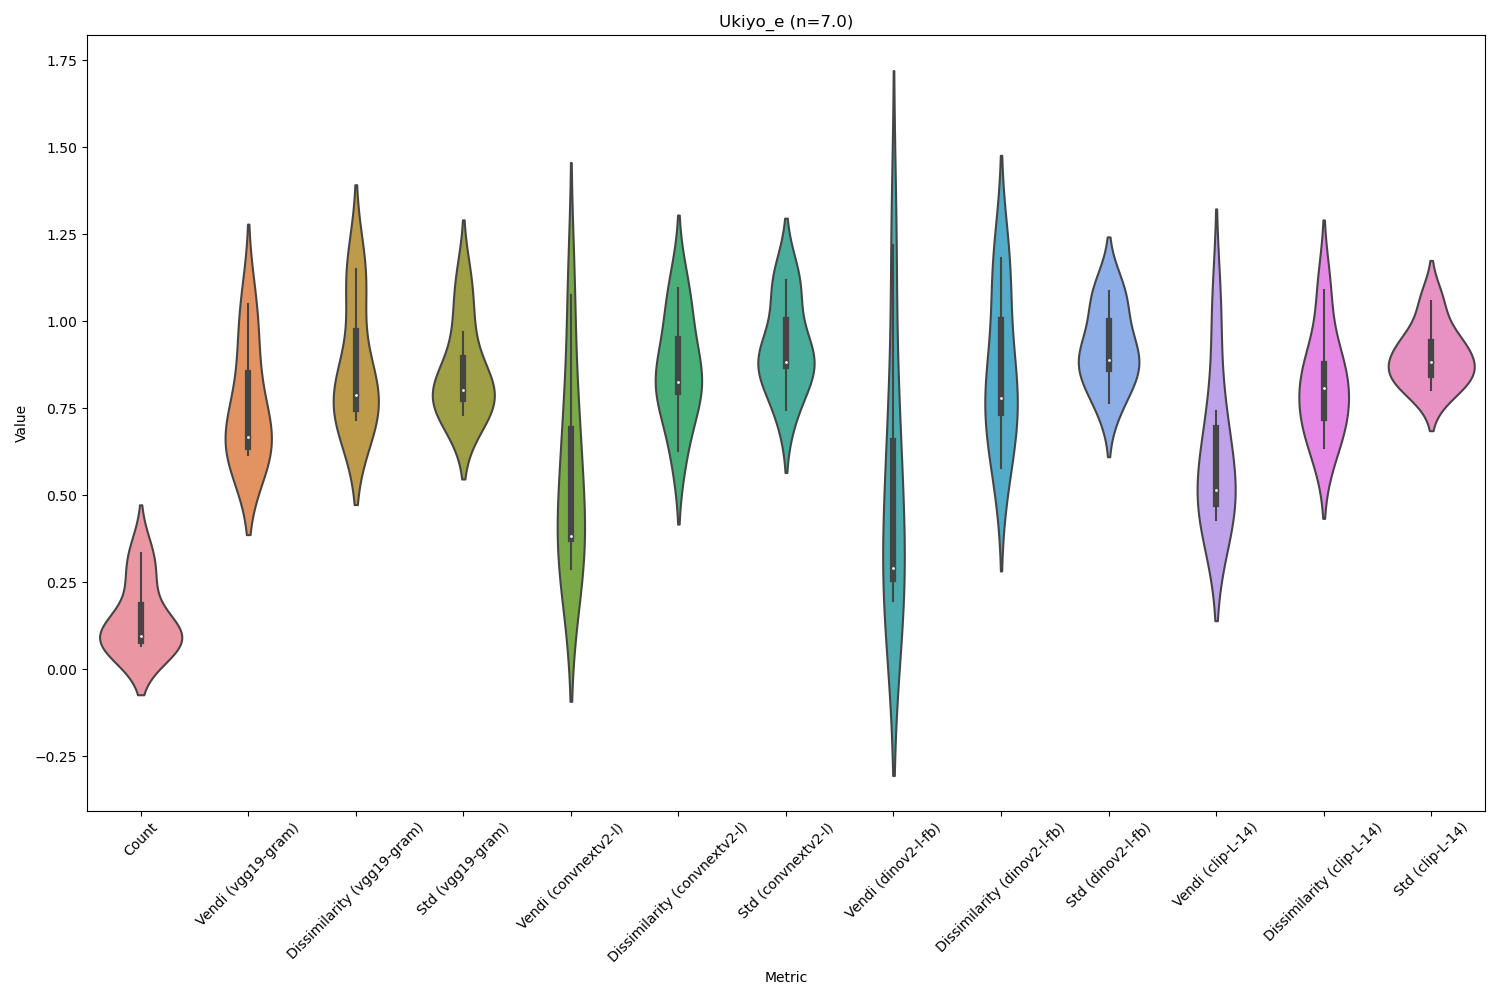 Ukiyo_e (n=7.0)
Value
1.75
1.50
1.25
1.00
0.75
0.50
0.25
0.00
−0.25
Count
Vendi (vgg19-gram)
Dissimilarity (vgg19-gram)
Std (vgg19-gram)
Vendi (convnextv2-l)
Dissimilarity (convnextv2-l)
Std (convnextv2-l)
Vendi (dinov2-l-fb)
Dissimilarity (dinov2-l-fb)
Std (dinov2-l-fb)
Vendi (clip-L-14)
Dissimilarity (clip-L-14)
Std (clip-L-14)
Metric